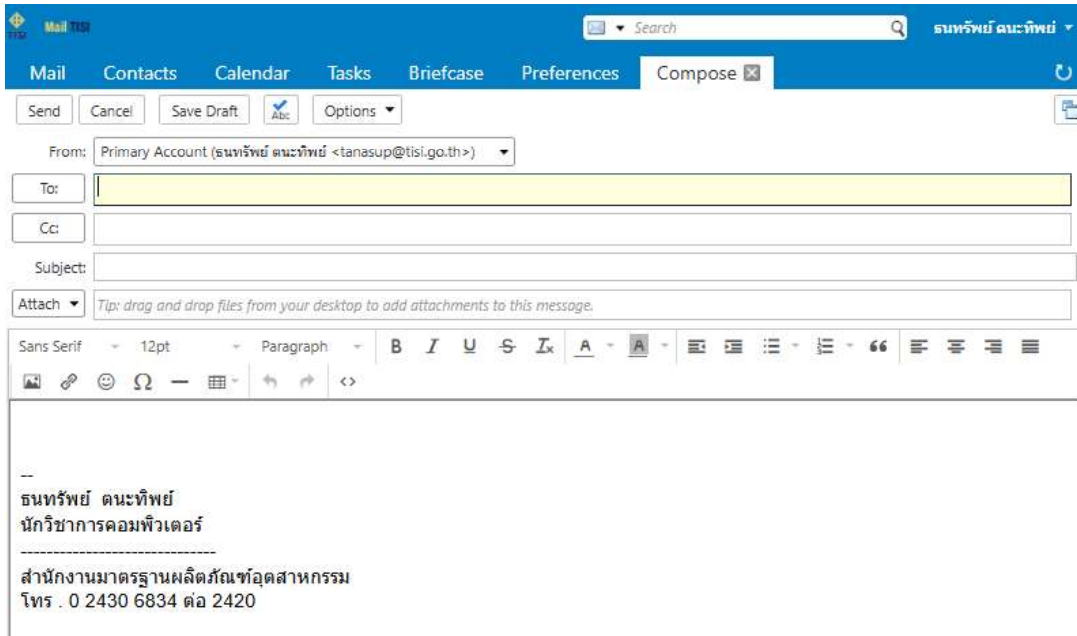 TISI Mail TISI Search ธนทรัพย์ ตนะทิพย์
Mail Contacts Calendar Tasks Briefcase Preferences Compose
Send Cancel Save Draft Abc Options
From: Primary Account (ธนทรัพย์ ตนะทิพย์ <tanasup@tisi.go.th>)
To:
Cc:
Subject:
Attach Tip: drag and drop files from your desktop to add attachments to this message.
Sans Serif 12pt Paragraph B I U S Tx A A
Ω
--
ธนทรัพย์ ตนะทิพย์
นักวิชาการคอมพิวเตอร์
------------------------------
สำนักงานมาตรฐานผลิตภัณฑ์อุตสาหกรรม
โทร . 0 2430 6834 ต่อ 2420